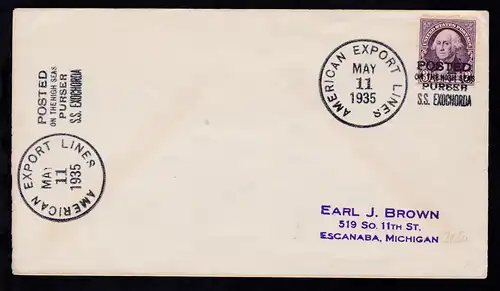 POSTED
ON THE HIGH SEAS
PURSER
S.S. EXOCHORDA
AMERICAN EXPORT LINES
MAY
11
1935
AMERICAN EXPORT LINES
MAY
11
1935
POSTED
ON THE HIGH SEAS
PURSER
S.S. EXOCHORDA
EARL J. BROWN
519 SO. 11TH ST.
ESCANABA, MICHIGAN